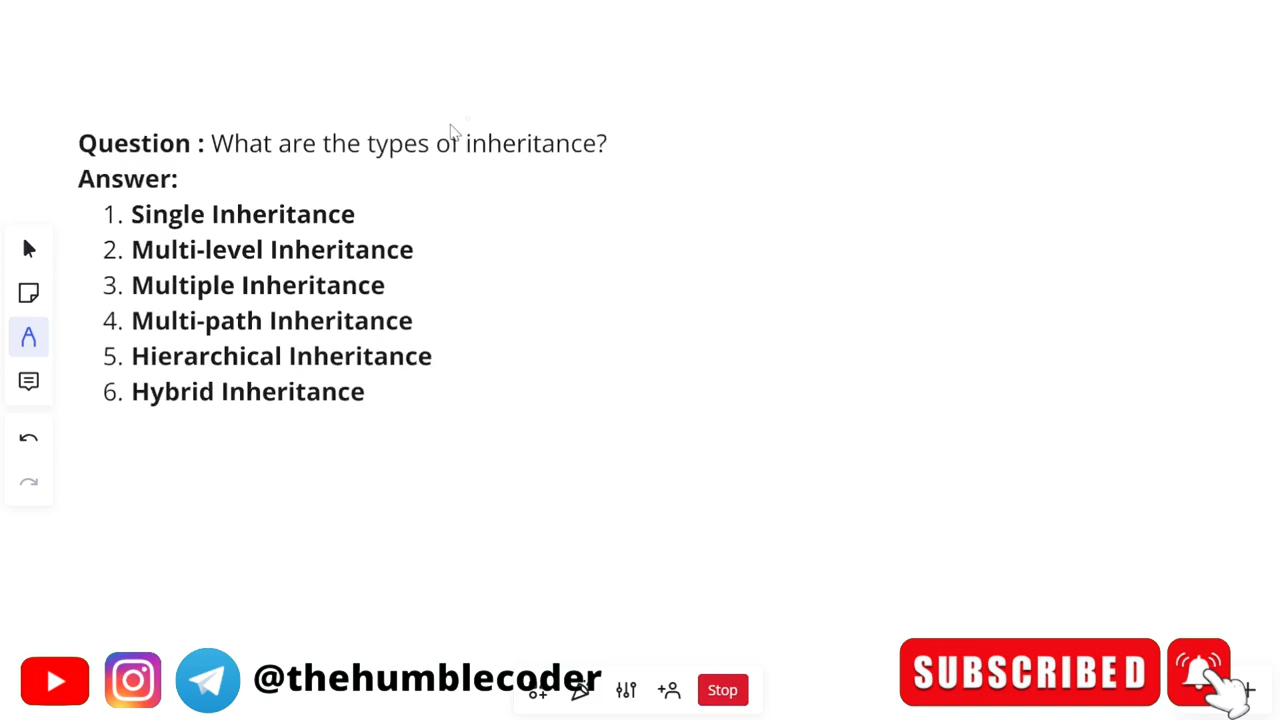 Question : What are the types of inheritance?
Answer:
1. Single Inheritance
2. Multi-level Inheritance
3. Multiple Inheritance
4. Multi-path Inheritance
5. Hierarchical Inheritance
6. Hybrid Inheritance
@thehumblecoder
Stop
SUBSCRIBED